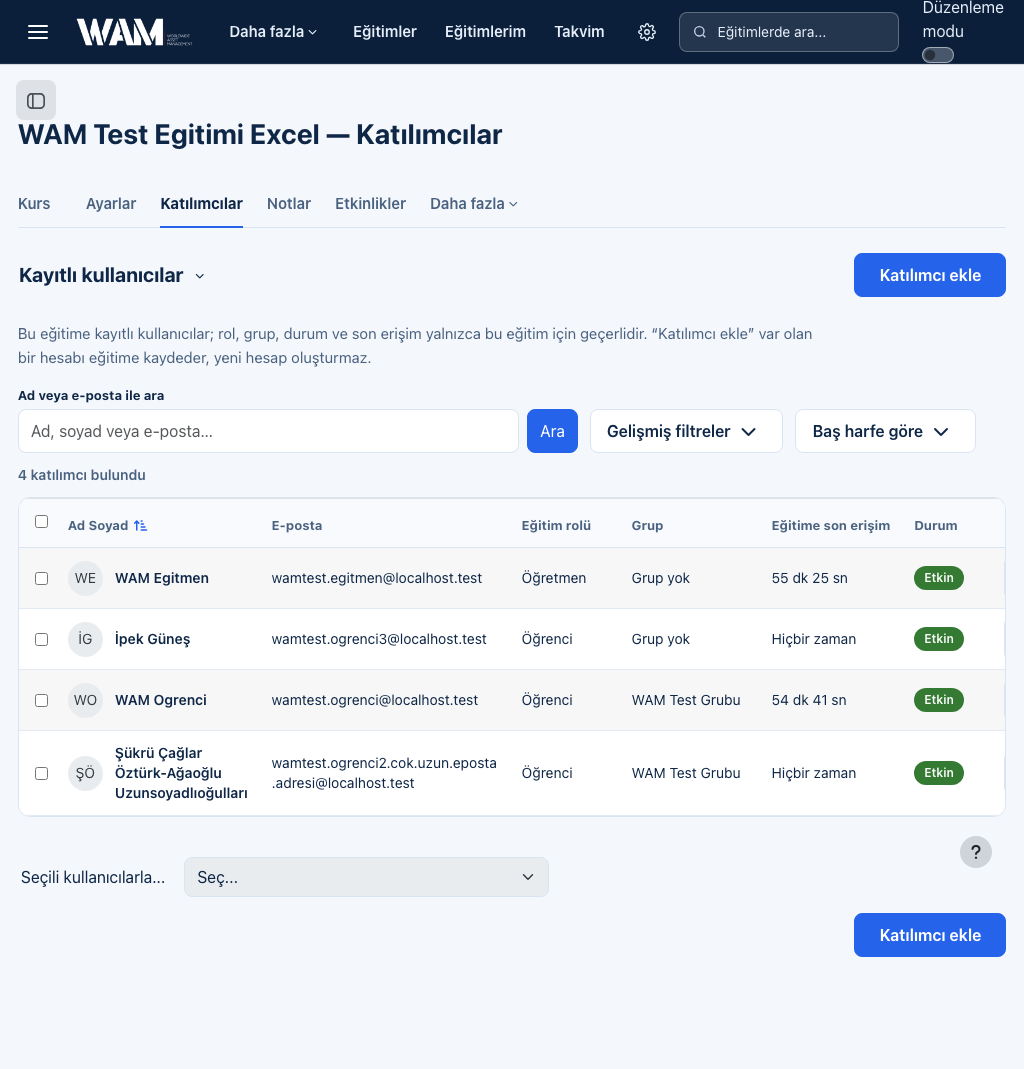 WAM
Daha fazla
Eğitimler
Eğitimlerim
Takvim
Eğitimlerde ara...
Düzenleme
modu
WAM Test Egitimi Excel — Katılımcılar
Kurs
Ayarlar
Katılımcılar
Notlar
Etkinlikler
Daha fazla
Kayıtlı kullanıcılar
Katılımcı ekle
Bu eğitime kayıtlı kullanıcılar; rol, grup, durum ve son erişim yalnızca bu eğitim için geçerlidir. “Katılımcı ekle” var olan
bir hesabı eğitime kaydeder, yeni hesap oluşturmaz.
Ad veya e-posta ile ara
Ad, soyad veya e-posta...
Ara
Gelişmiş filtreler
Baş harfe göre
4 katılımcı bulundu
Ad Soyad E-posta Eğitim rolü Grup Eğitime son erişim Durum
WE WAM Egitmen wamtest.egitmen@localhost.test Öğretmen Grup yok 55 dk 25 sn Etkin
İG İpek Güneş wamtest.ogrenci3@localhost.test Öğrenci Grup yok Hiçbir zaman Etkin
WO WAM Ogrenci wamtest.ogrenci@localhost.test Öğrenci WAM Test Grubu 54 dk 41 sn Etkin
ŞÖ
Şükrü Çağlar
Öztürk-Ağaoğlu
Uzunsoyadlıoğulları
wamtest.ogrenci2.cok.uzun.eposta
.adresi@localhost.test
Öğrenci WAM Test Grubu Hiçbir zaman Etkin
?
Seçili kullanıcılarla...
Seç...
Katılımcı ekle